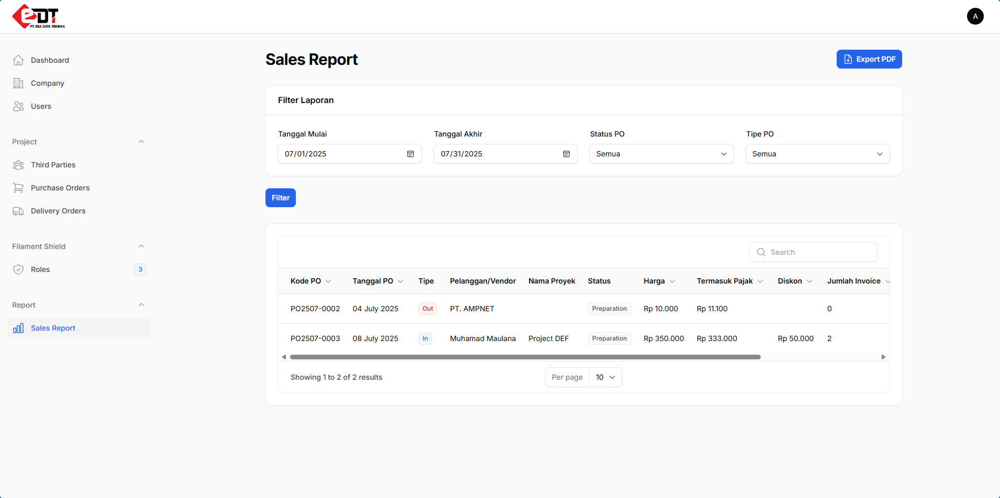 eDT
PT. ESA DATA TEKNIKA
A
Dashboard
Company
Users
Project
Third Parties
Purchase Orders
Delivery Orders
Filament Shield
Roles 3
Report
Sales Report
Sales Report
Export PDF
Filter Laporan
Tanggal Mulai Tanggal Akhir Status PO Tipe PO
07/01/2025 07/31/2025 Semua Semua
Filter
Search
Kode PO Tanggal PO Tipe Pelanggan/Vendor Nama Proyek Status Harga Termasuk Pajak Diskon Jumlah Invoice
PO2507-0002 04 July 2025 Out PT. AMPNET Preparation Rp 10.000 Rp 11.100 0
PO2507-0003 08 July 2025 In Muhamad Maulana Project DEF Preparation Rp 350.000 Rp 333.000 Rp 50.000 2
Showing 1 to 2 of 2 results Per page 10